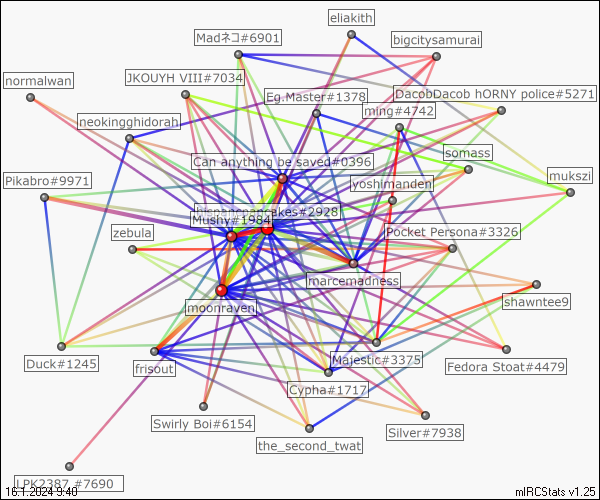 eliakith
Madネコ#6901
bigcitysamurai
normalwan
JKOUYH VIII#7034
DacobDacob hORNY police#5271
Eg.Master#1378
ming#4742
neokingghidorah
somass
Can anything be saved#0396
mukszi
Pikabro#9971
yoshimanden
hispanicpancakes#2928
Mushy#1984
zebula
Pocket Persona#3326
marcemadness
moonraven
shawntee9
Duck#1245
frisout
Majestic#3375
Fedora Stoat#4479
Cypha#1717
Swirly Boi#6154
Silver#7938
the_second_twat
LPK2387 #7690
16.1.2024 9:40
mIRCStats v1.25